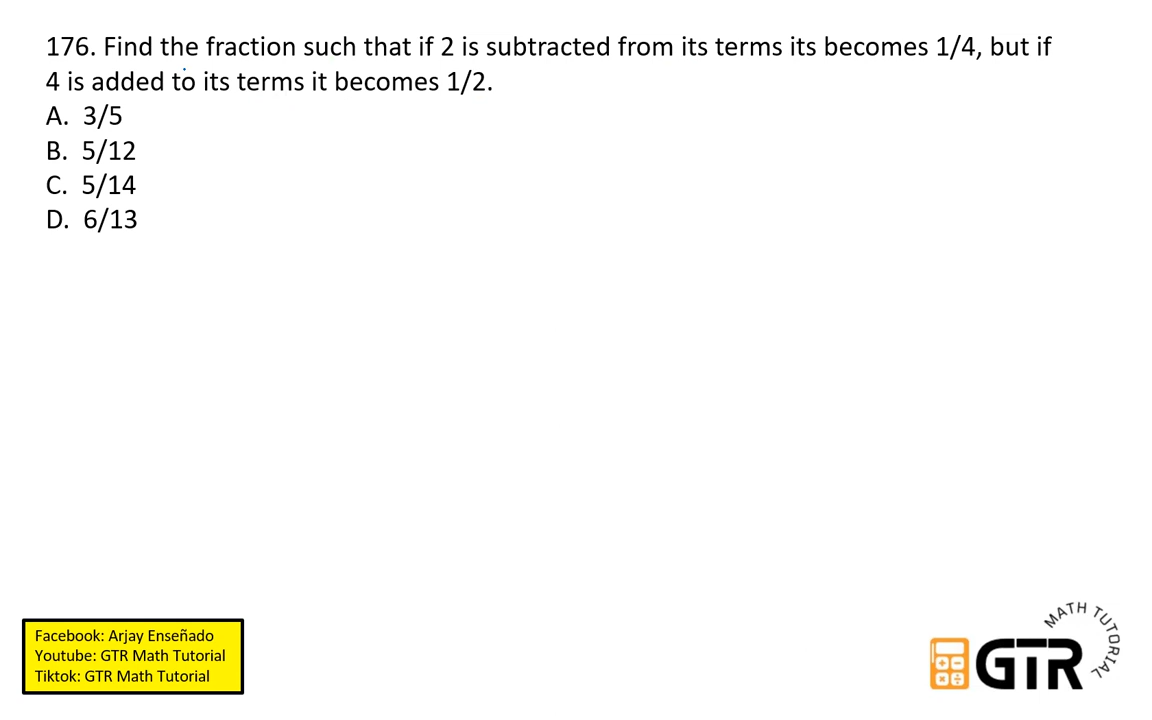 176. Find the fraction such that if 2 is subtracted from its terms its becomes 1/4, but if
4 is added to its terms it becomes 1/2.
A. 3/5
B. 5/12
C. 5/14
D. 6/13
Facebook: Arjay Enseñado
Youtube: GTR Math Tutorial
Tiktok: GTR Math Tutorial
GTR
MATH TUTORIAL